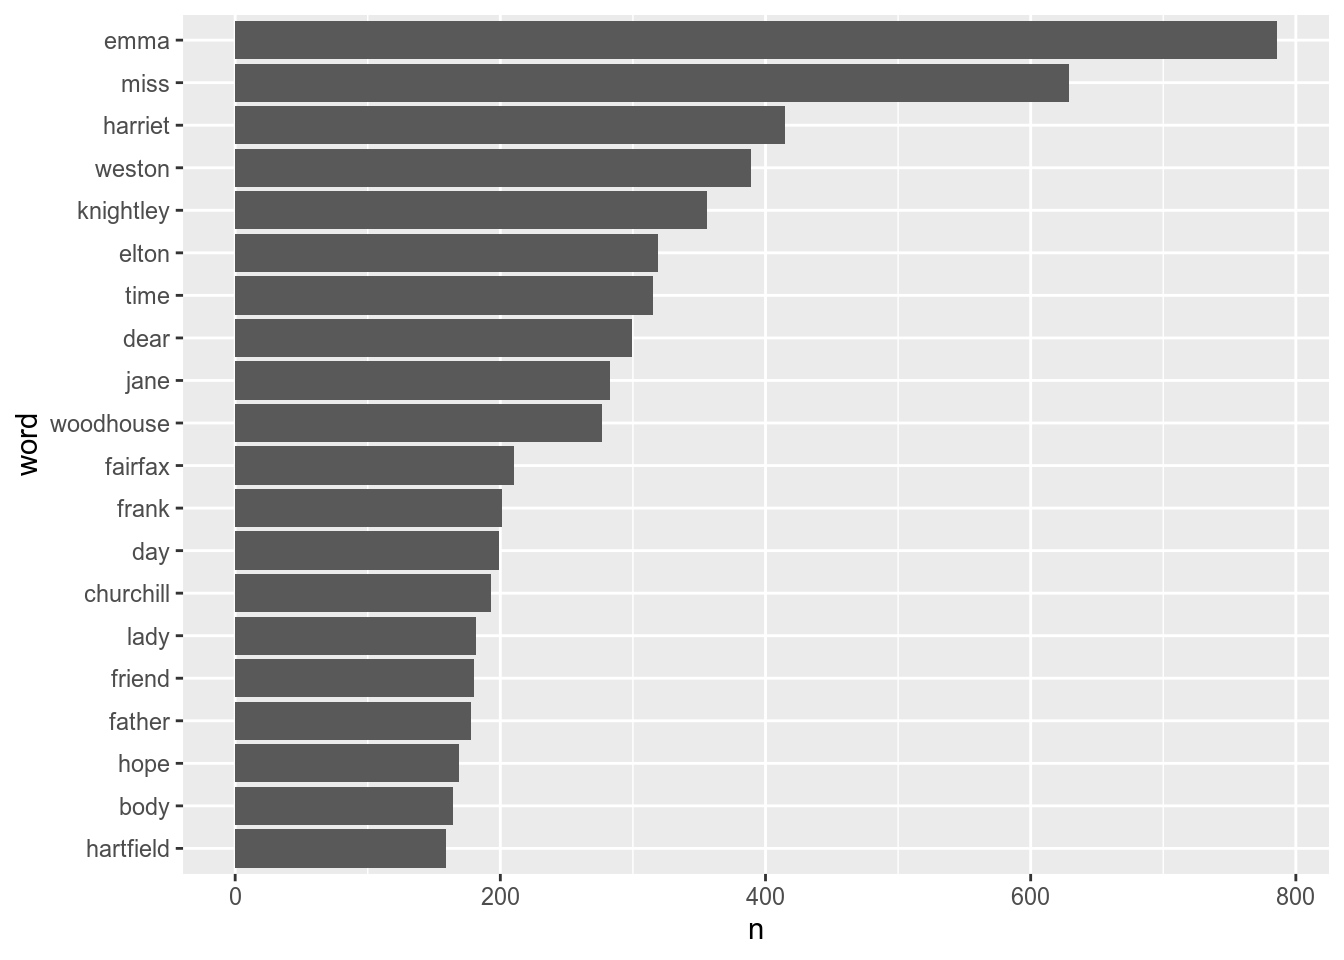 emma
miss
harriet
weston
knightley
elton
time
dear
jane
woodhouse
fairfax
frank
day
churchill
lady
friend
father
hope
body
hartfield
word
0 200 400 600 800
n